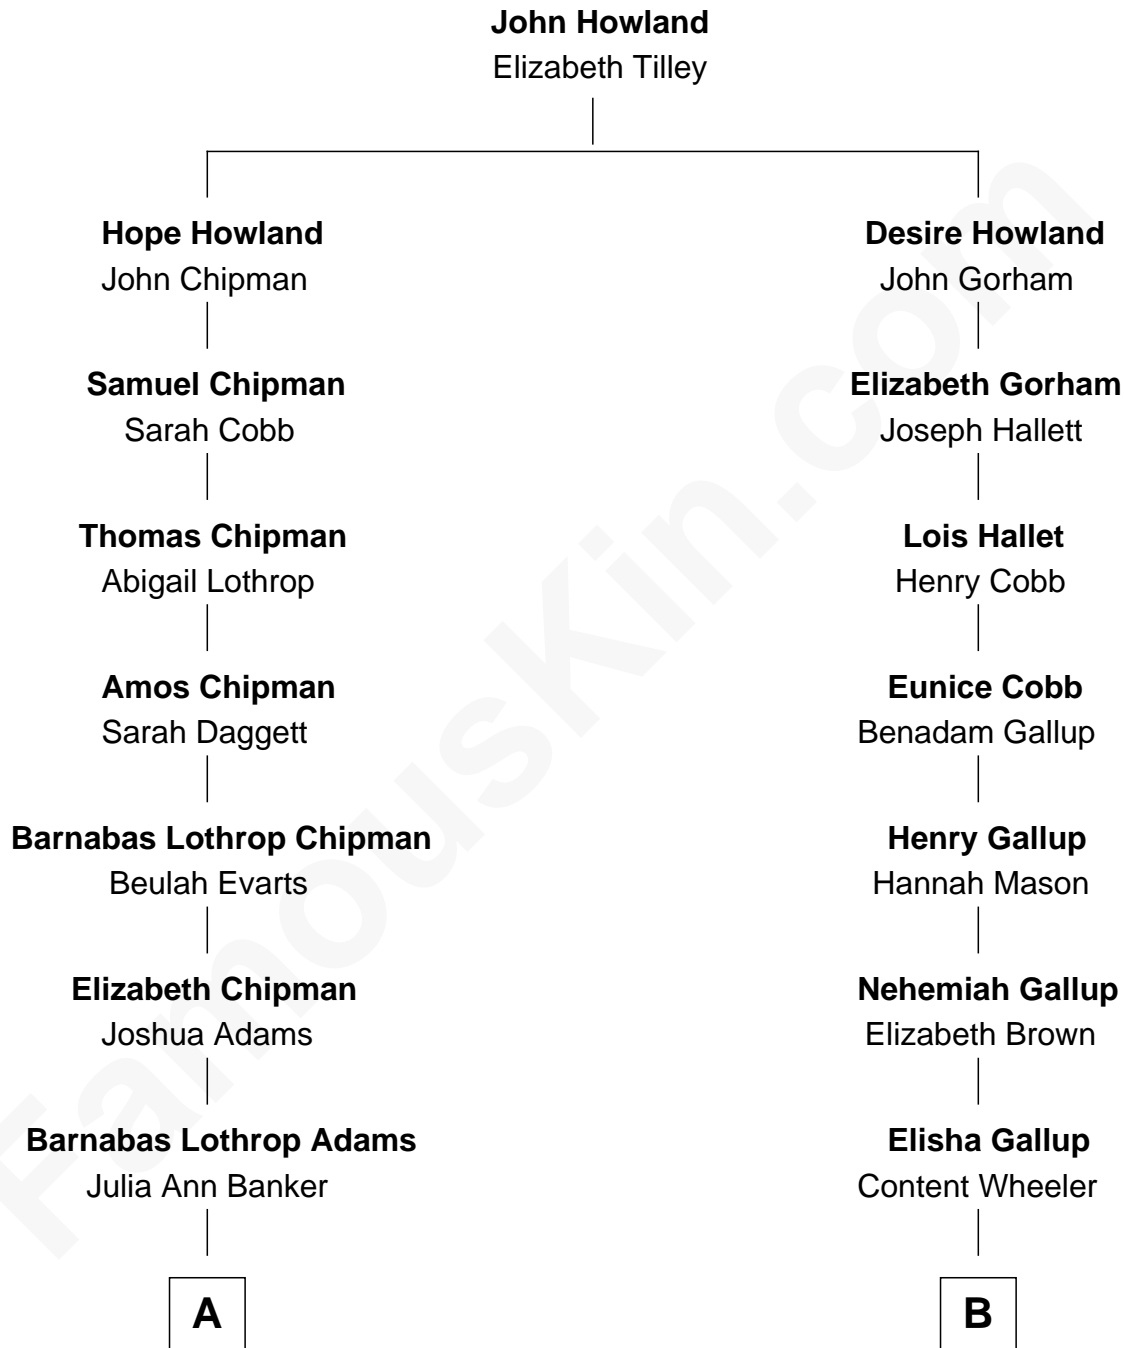 John Howland
Elizabeth Tilley
Hope Howland
John Chipman
Desire Howland
John Gorham
Samuel Chipman
Sarah Cobb
Elizabeth Gorham
Joseph Hallett
Thomas Chipman
Abigail Lothrop
Lois Hallet
Henry Cobb
Amos Chipman
Sarah Daggett
Eunice Cobb
Benadam Gallup
Barnabas Lothrop Chipman
Beulah Evarts
Henry Gallup
Hannah Mason
Elizabeth Chipman
Joshua Adams
Nehemiah Gallup
Elizabeth Brown
Barnabas Lothrop Adams
Julia Ann Banker
Elisha Gallup
Content Wheeler
A
B
FamousKin.com